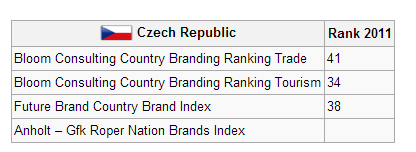 Czech Republic Rank 2011
Bloom Consulting Country Branding Ranking Trade 41
Bloom Consulting Country Branding Ranking Tourism 34
Future Brand Country Brand Index 38
Anholt – Gfk Roper Nation Brands Index